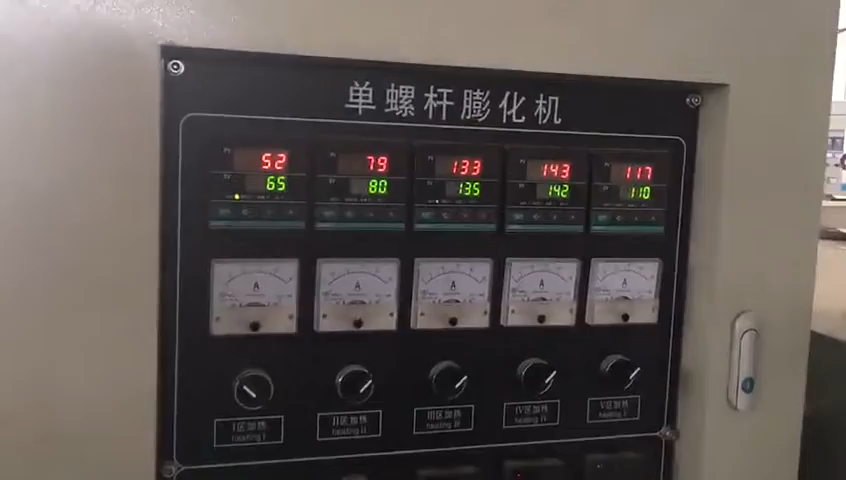 单螺杆膨化机
52 79 133 143 117
65 80 135 142 110
A A A A A
I区加热 II区加热 III区加热 IV区加热 V区加热
heating I heating II heating III heating IV heating V